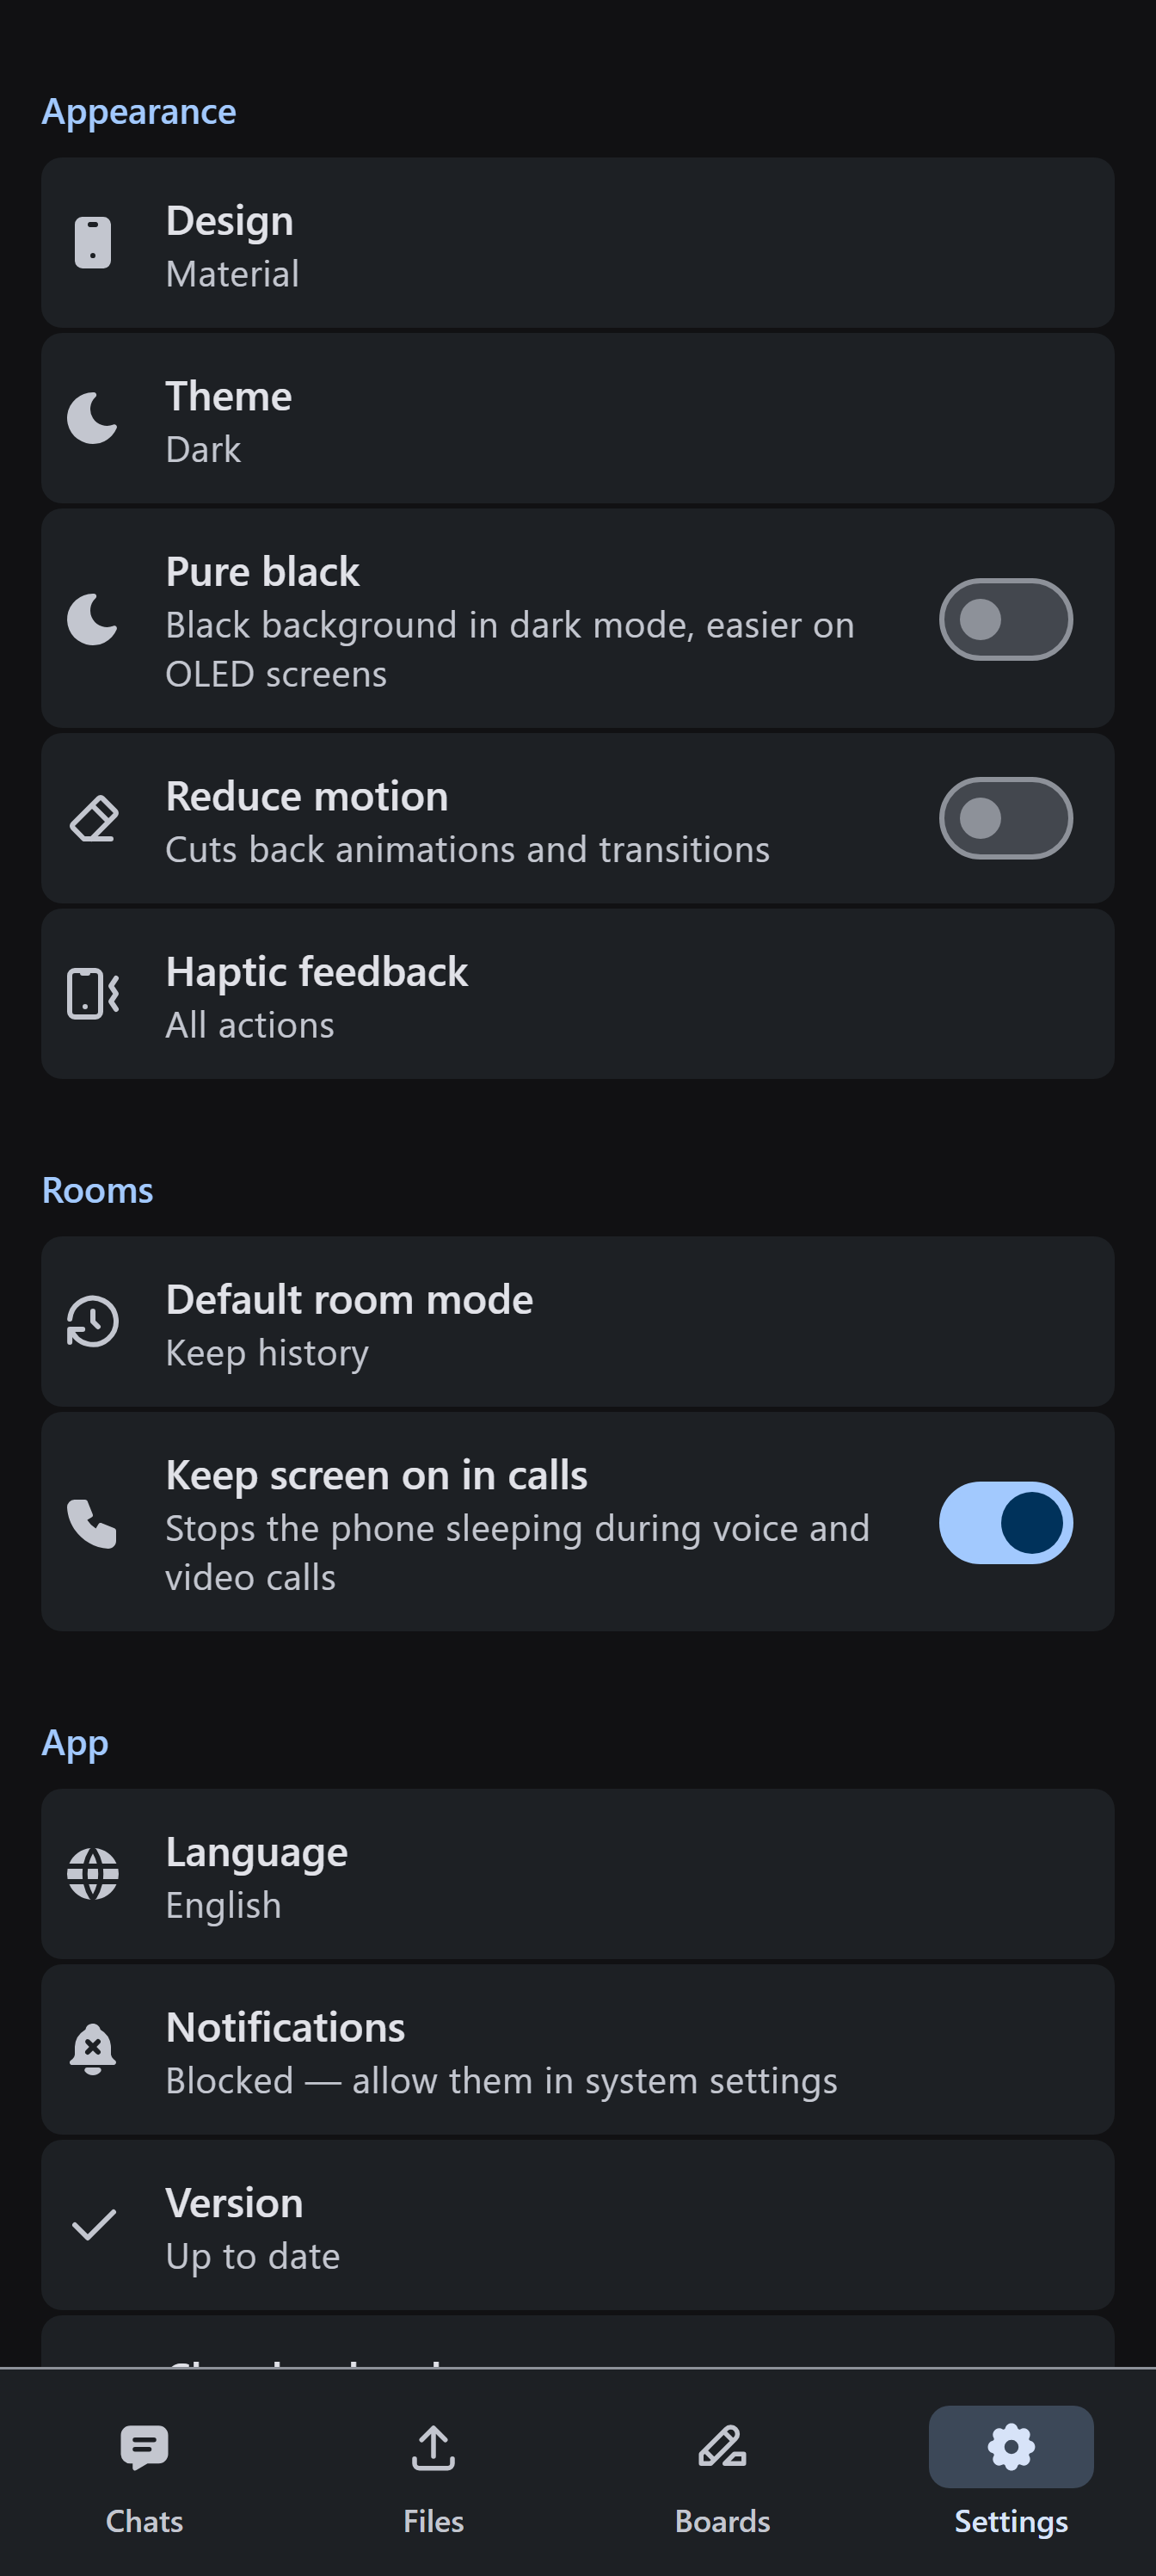 Appearance
Design
Material
Theme
Dark
Pure black
Black background in dark mode, easier on
OLED screens
Reduce motion
Cuts back animations and transitions
Haptic feedback
All actions
Rooms
Default room mode
Keep history
Keep screen on in calls
Stops the phone sleeping during voice and
video calls
App
Language
English
Notifications
Blocked — allow them in system settings
Version
Up to date
Chats
Files
Boards
Settings